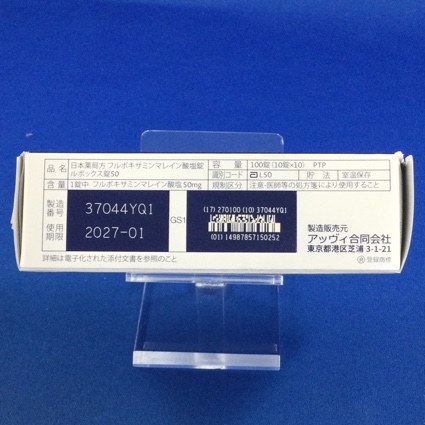 品名 日本薬局方 フルボキサミンマレイン酸塩錠
ルボックス錠50
容量 100錠(10錠×10) PTP
識別コード L50 貯法 室温保存
含量 1錠中 フルボキサミンマレイン酸塩 50mg
規制区分 注意-医師等の処方箋により使用すること
製造番号 37044YQ1
使用期限 2027-01
GS1
(17) 270100 (10) 37044YQ1
(01) 14987857150252
製造販売元
アッヴィ合同会社
東京都港区芝浦 3-1-21
詳細は電子化された添付文書を参照のこと
Ⓡ登録商標